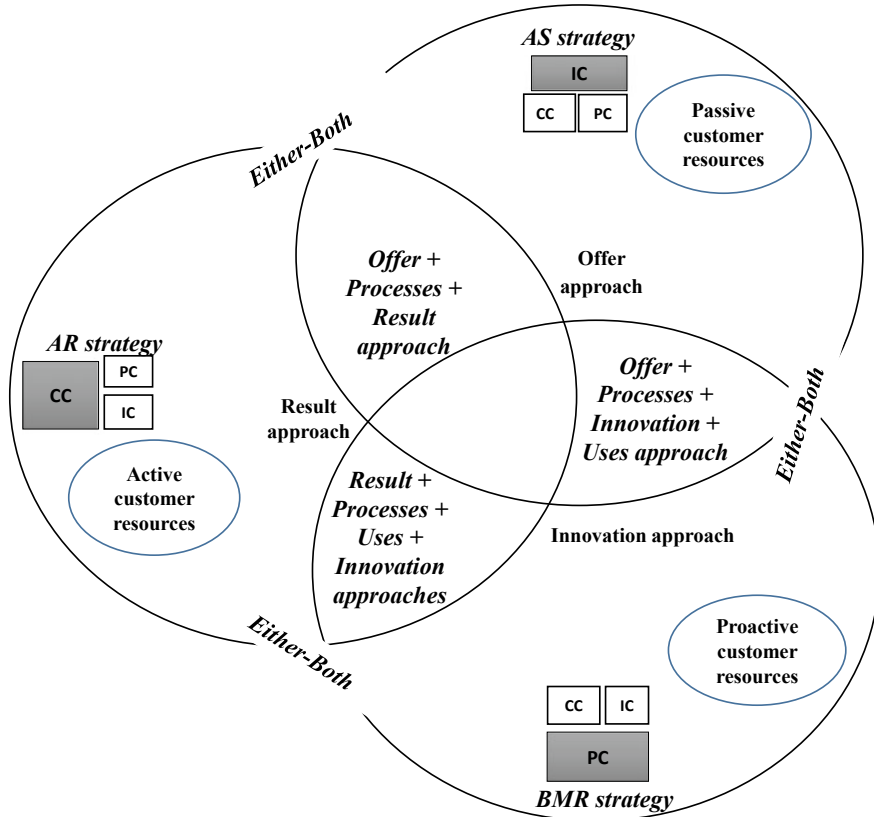 AS strategy
IC
CC
PC
Passive
customer
resources
Either-Both
Offer +
Processes +
Result
approach
Offer
approach
AR strategy
CC
PC
IC
Result
approach
Offer +
Processes +
Innovation +
Uses approach
Either-Both
Active
customer
resources
Result +
Processes +
Uses +
Innovation
approaches
Innovation approach
Either-Both
Proactive
customer
resources
CC
IC
PC
BMR strategy